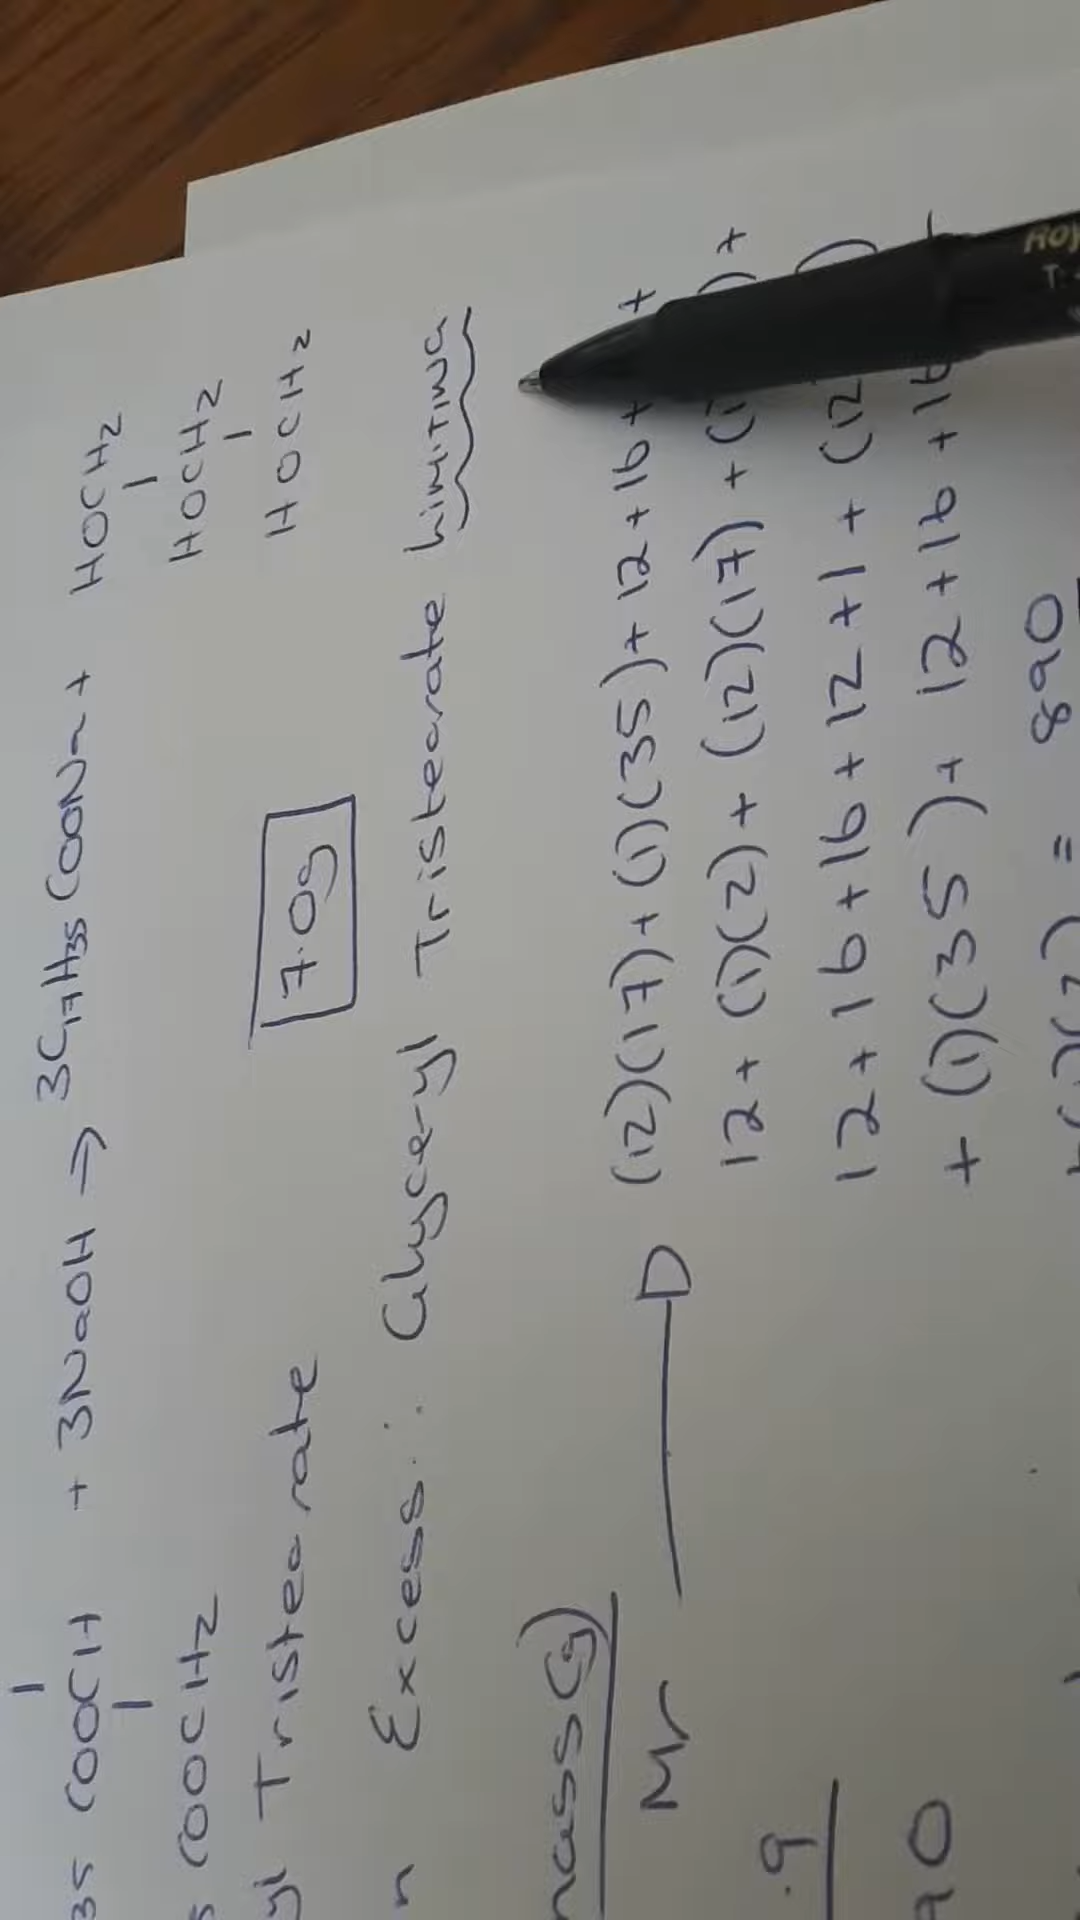 HOCH2
35 COOCH + 3NaOH → 3C17H35COONa + HOCH2
COOCH2 HOCH2
yl Tristearate 7.0g
n Excess ∴ Glyceryl Tristearate limiting
mass(g)
Mr → (12)(17)+(1)(35)+12+16+ +
12+(1)(2)+(12)(17)+( )+
.9 12+16+16+12+1+(12
90 +(1)(35)+12+16+16
= 890
ROY